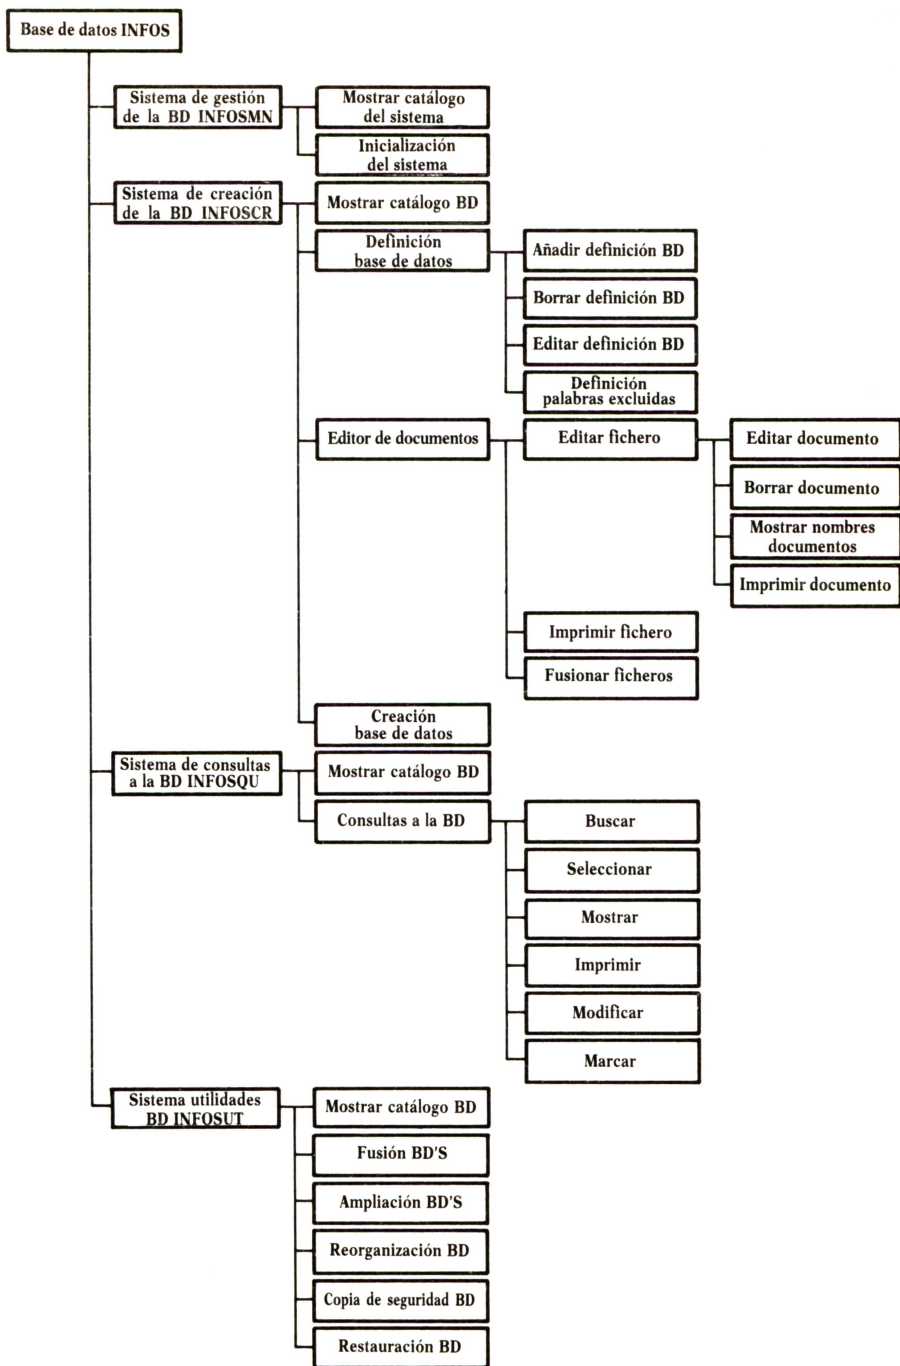 Base de datos INFOS
Sistema de gestión
de la BD INFOSMN
Mostrar catálogo
del sistema
Inicialización
del sistema
Sistema de creación
de la BD INFOSCR
Mostrar catálogo BD
Definición
base de datos
Añadir definición BD
Borrar definición BD
Editar definición BD
Definición
palabras excluidas
Editor de documentos
Editar fichero
Editar documento
Borrar documento
Mostrar nombres
documentos
Imprimir documento
Imprimir fichero
Fusionar ficheros
Creación
base de datos
Sistema de consultas
a la BD INFOSQU
Mostrar catálogo BD
Consultas a la BD
Buscar
Seleccionar
Mostrar
Imprimir
Modificar
Marcar
Sistema utilidades
BD INFOSUT
Mostrar catálogo BD
Fusión BD'S
Ampliación BD'S
Reorganización BD
Copia de seguridad BD
Restauración BD